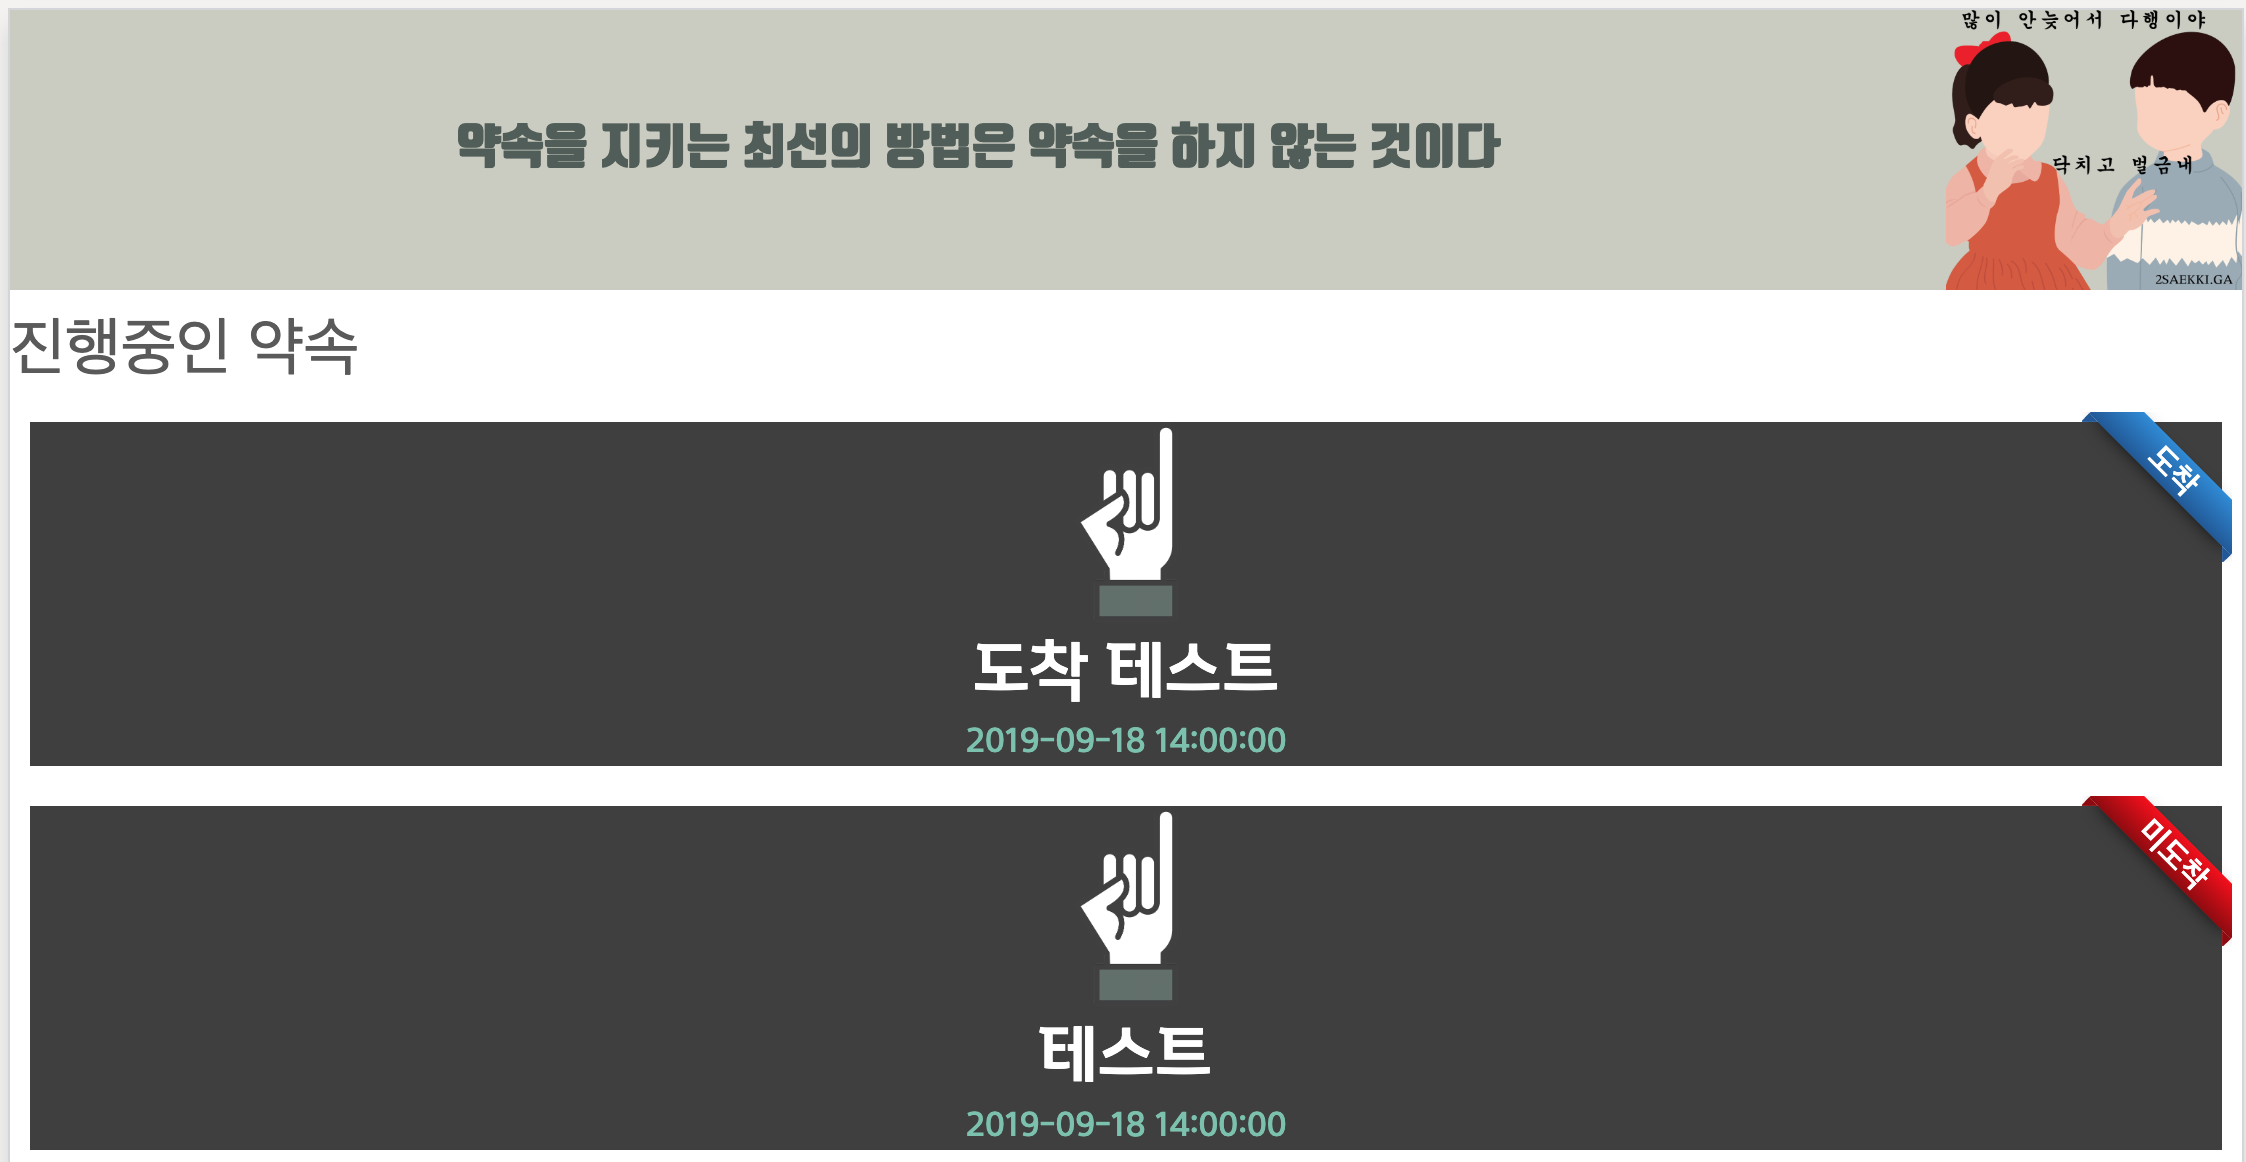 많이 안늦어서 다행이야
약속을 지키는 최선의 방법은 약속을 하지 않는 것이다
닥치고 벌금내
2SAEKKI.GA
진행중인 약속
도착
도착 테스트
2019-09-18 14:00:00
미도착
테스트
2019-09-18 14:00:00